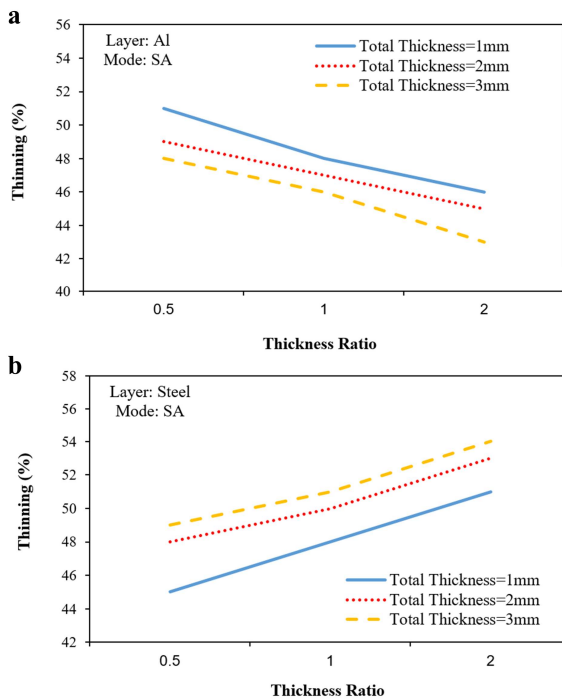 a
Layer: Al
Mode: SA
Total Thickness=1mm
Total Thickness=2mm
Total Thickness=3mm
Thinning (%)
56
54
52
50
48
46
44
42
40
0.5 1 2
Thickness Ratio
b
Layer: Steel
Mode: SA
Total Thickness=1mm
Total Thickness=2mm
Total Thickness=3mm
Thinning (%)
58
56
54
52
50
48
46
44
42
0.5 1 2
Thickness Ratio